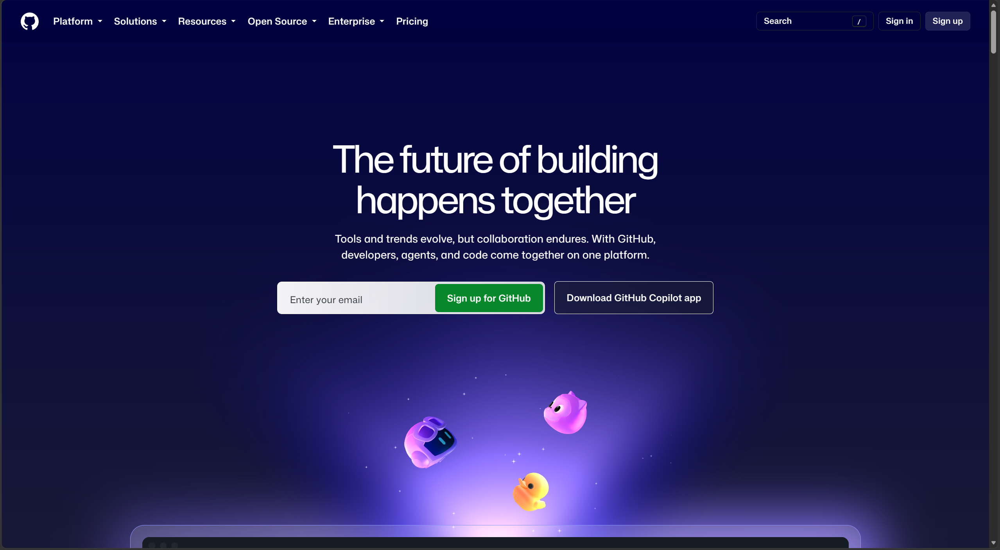 Platform
Solutions
Resources
Open Source
Enterprise
Pricing
Search
/
Sign in
Sign up
The future of building
happens together
Tools and trends evolve, but collaboration endures. With GitHub,
developers, agents, and code come together on one platform.
Enter your email
Sign up for GitHub
Download GitHub Copilot app